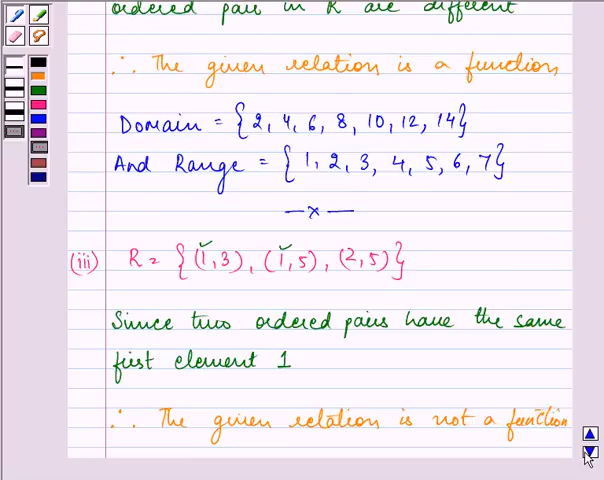 ordered pair in R are different
∴ The given relation is a function
Domain = {2, 4, 6, 8, 10, 12, 14}
And Range = {1, 2, 3, 4, 5, 6, 7}
—x—
(iii) R = {(1,3), (1,5), (2,5)}
Since two ordered pairs have the same
first element 1
∴ The given relation is not a function